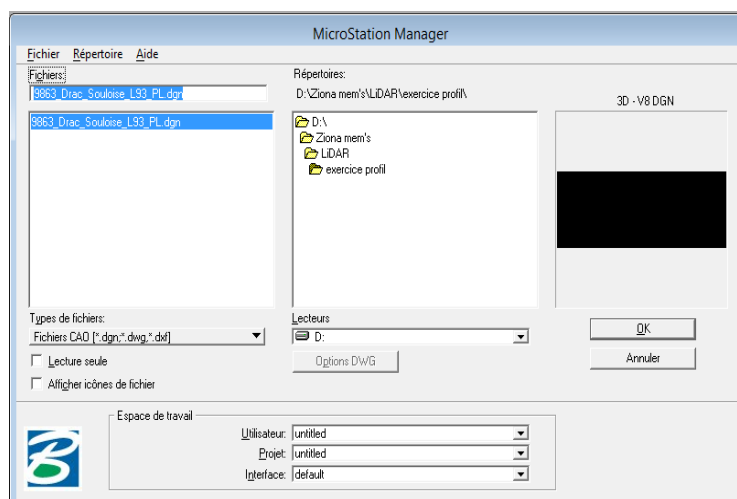 MicroStation Manager
Fichier Répertoire Aide
Fichiers:
9863_Drac_Souloise_L93_PL.dgn
9863_Drac_Souloise_L93_PL.dgn
Répertoires:
D:\Ziona mem's\LiDAR\exercice profil\
D:\
Ziona mem's
LiDAR
exercice profil
3D - V8 DGN
Types de fichiers:
Fichiers CAO [*.dgn;*.dwg;*.dxf]
Lecture seule
Afficher icônes de fichier
Lecteurs
D:
Options DWG
OK
Annuler
Espace de travail
Utilisateur: untitled
Projet: untitled
Interface: default